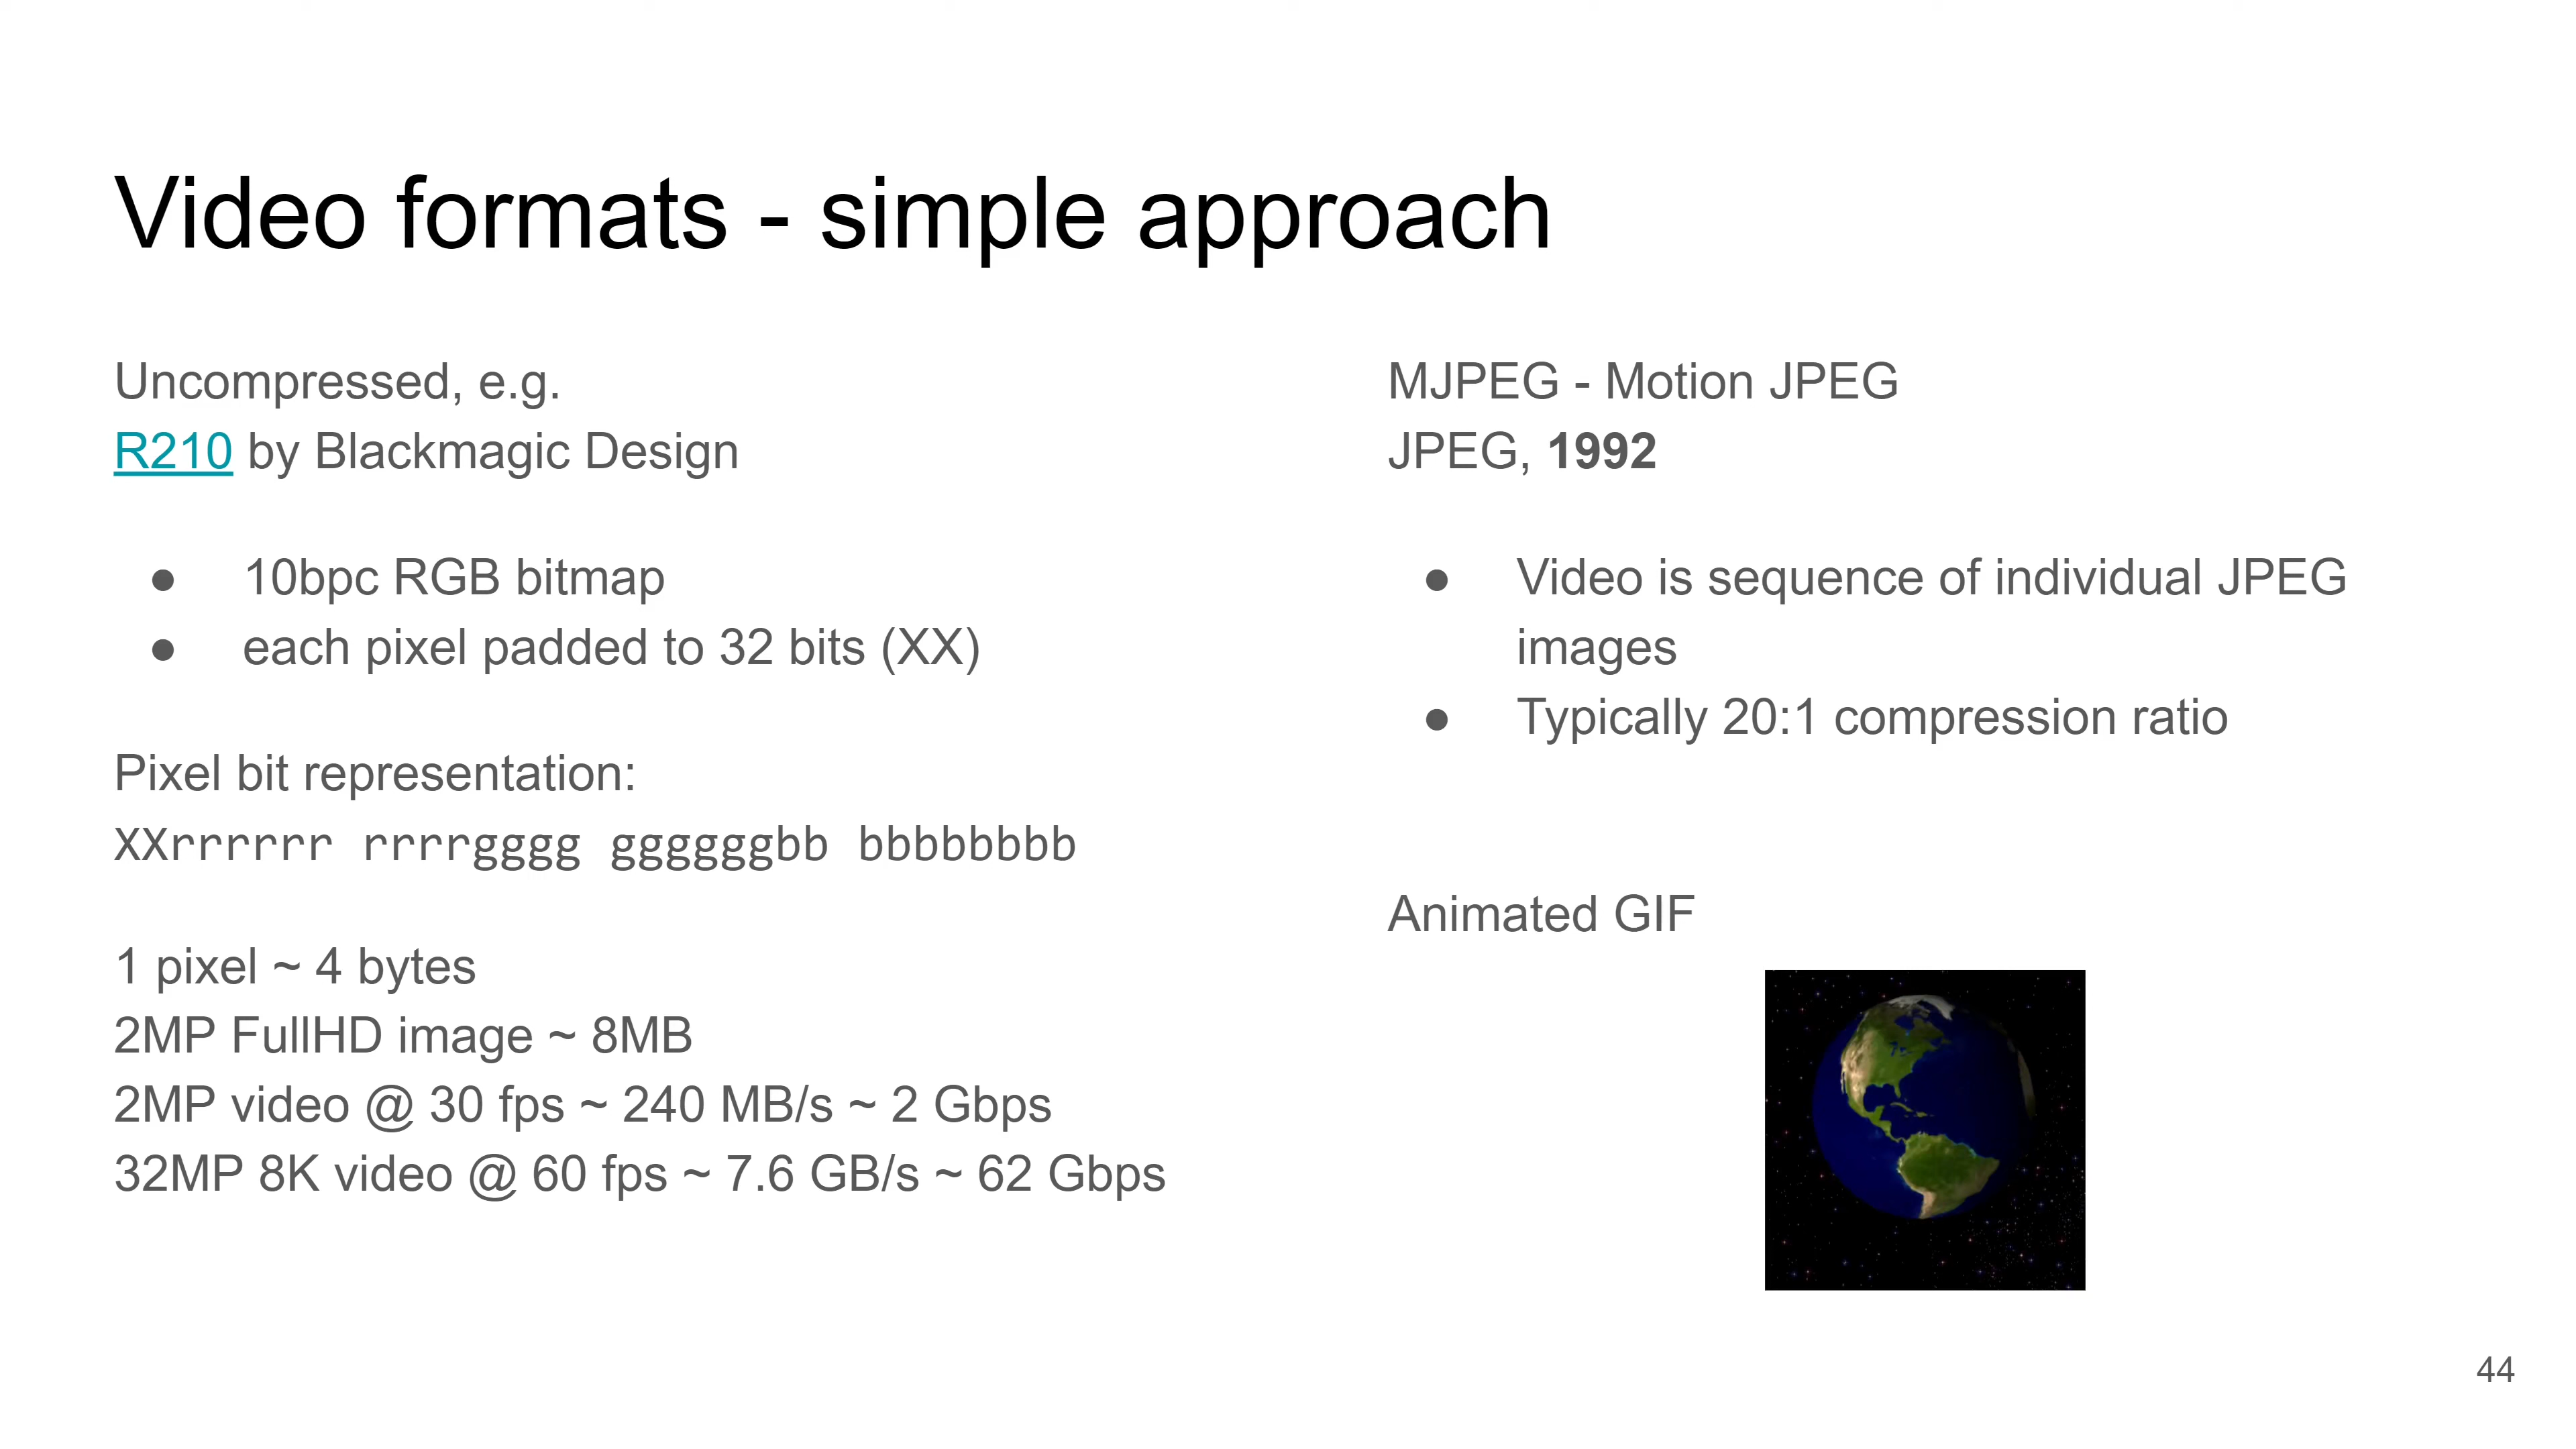 Video formats - simple approach
Uncompressed, e.g.
R210 by Blackmagic Design
● 10bpc RGB bitmap
● each pixel padded to 32 bits (XX)
Pixel bit representation:
XXrrrrrr rrrrgggg ggggggbb bbbbbbbb
1 pixel ~ 4 bytes
2MP FullHD image ~ 8MB
2MP video @ 30 fps ~ 240 MB/s ~ 2 Gbps
32MP 8K video @ 60 fps ~ 7.6 GB/s ~ 62 Gbps
MJPEG - Motion JPEG
JPEG, 1992
● Video is sequence of individual JPEG
images
● Typically 20:1 compression ratio
Animated GIF
44